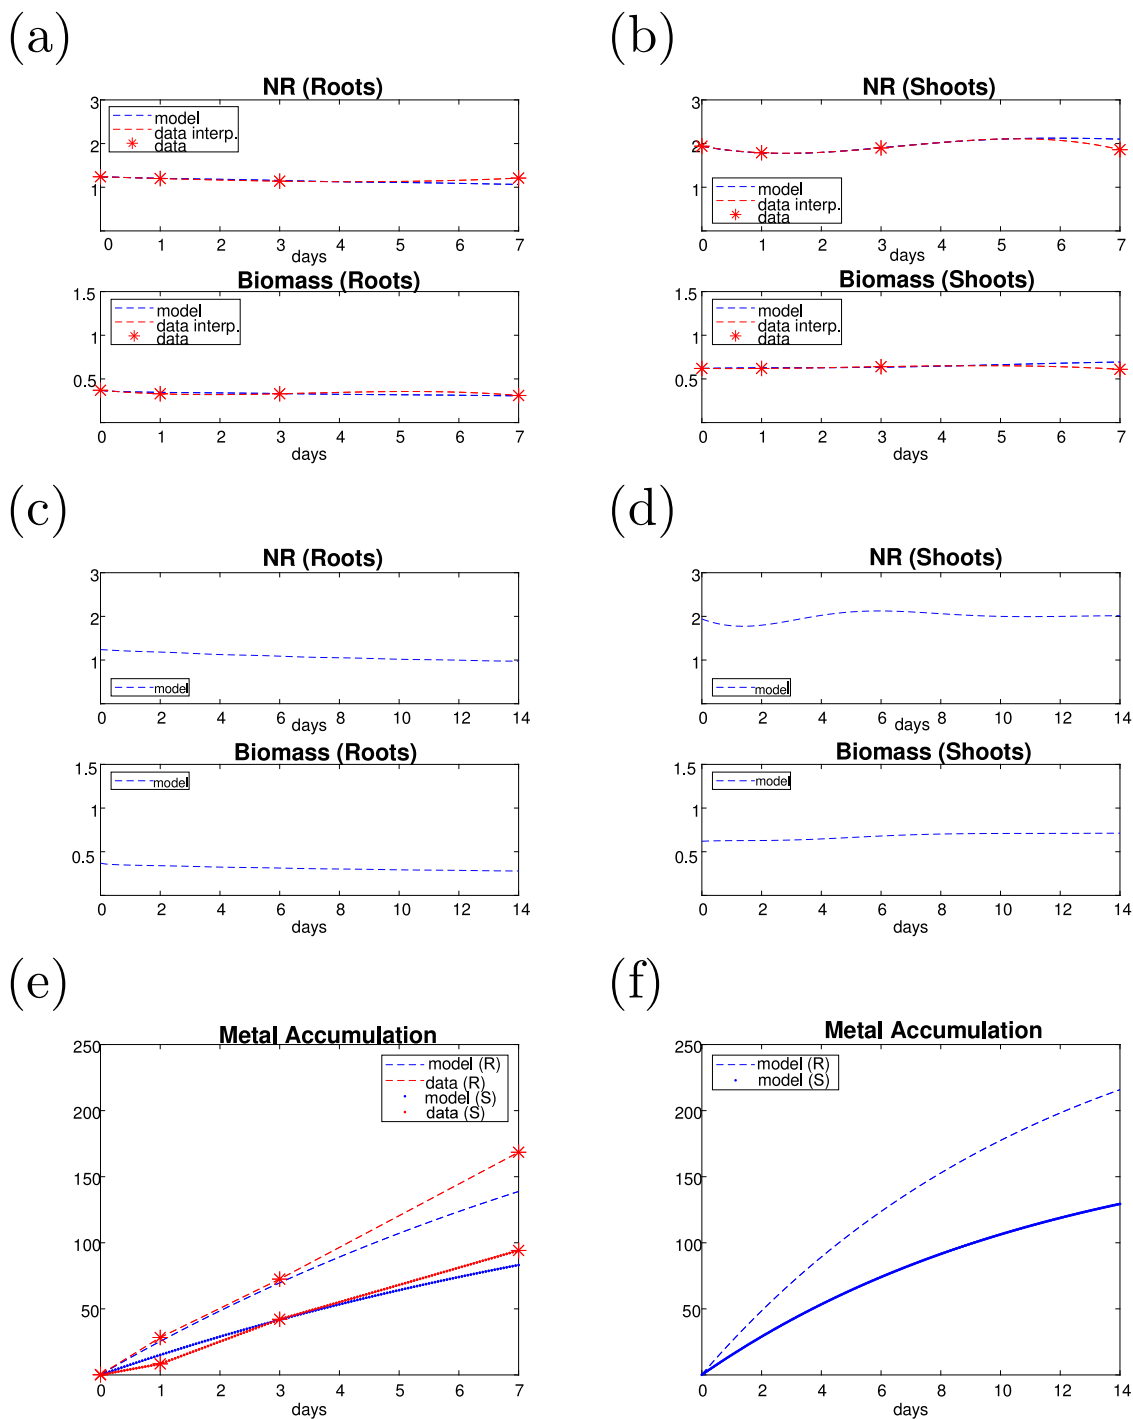 (a)
NR (Roots)
3
2
1
model
data interp.
data
0 1 2 3 4 5 6 7
days
Biomass (Roots)
1.5
1
0.5
model
data interp.
data
0 1 2 3 4 5 6 7
days
(b)
NR (Shoots)
3
2
1
model
data interp.
data
0 1 2 3 4 5 6 7
days
Biomass (Shoots)
1.5
1
0.5
model
data interp.
data
0 1 2 3 4 5 6 7
days
(c)
NR (Roots)
3
2
1
model
0 2 4 6 8 10 12 14
days
Biomass (Roots)
1.5
1
0.5
model
0 2 4 6 8 10 12 14
days
(d)
NR (Shoots)
3
2
1
model
0 2 4 6 8 10 12 14
days
Biomass (Shoots)
1.5
1
0.5
model
0 2 4 6 8 10 12 14
days
(e)
Metal Accumulation
250
200
150
100
50
model (R)
data (R)
model (S)
data (S)
0 1 2 3 4 5 6 7
days
(f)
Metal Accumulation
250
200
150
100
50
model (R)
model (S)
0 2 4 6 8 10 12 14
days